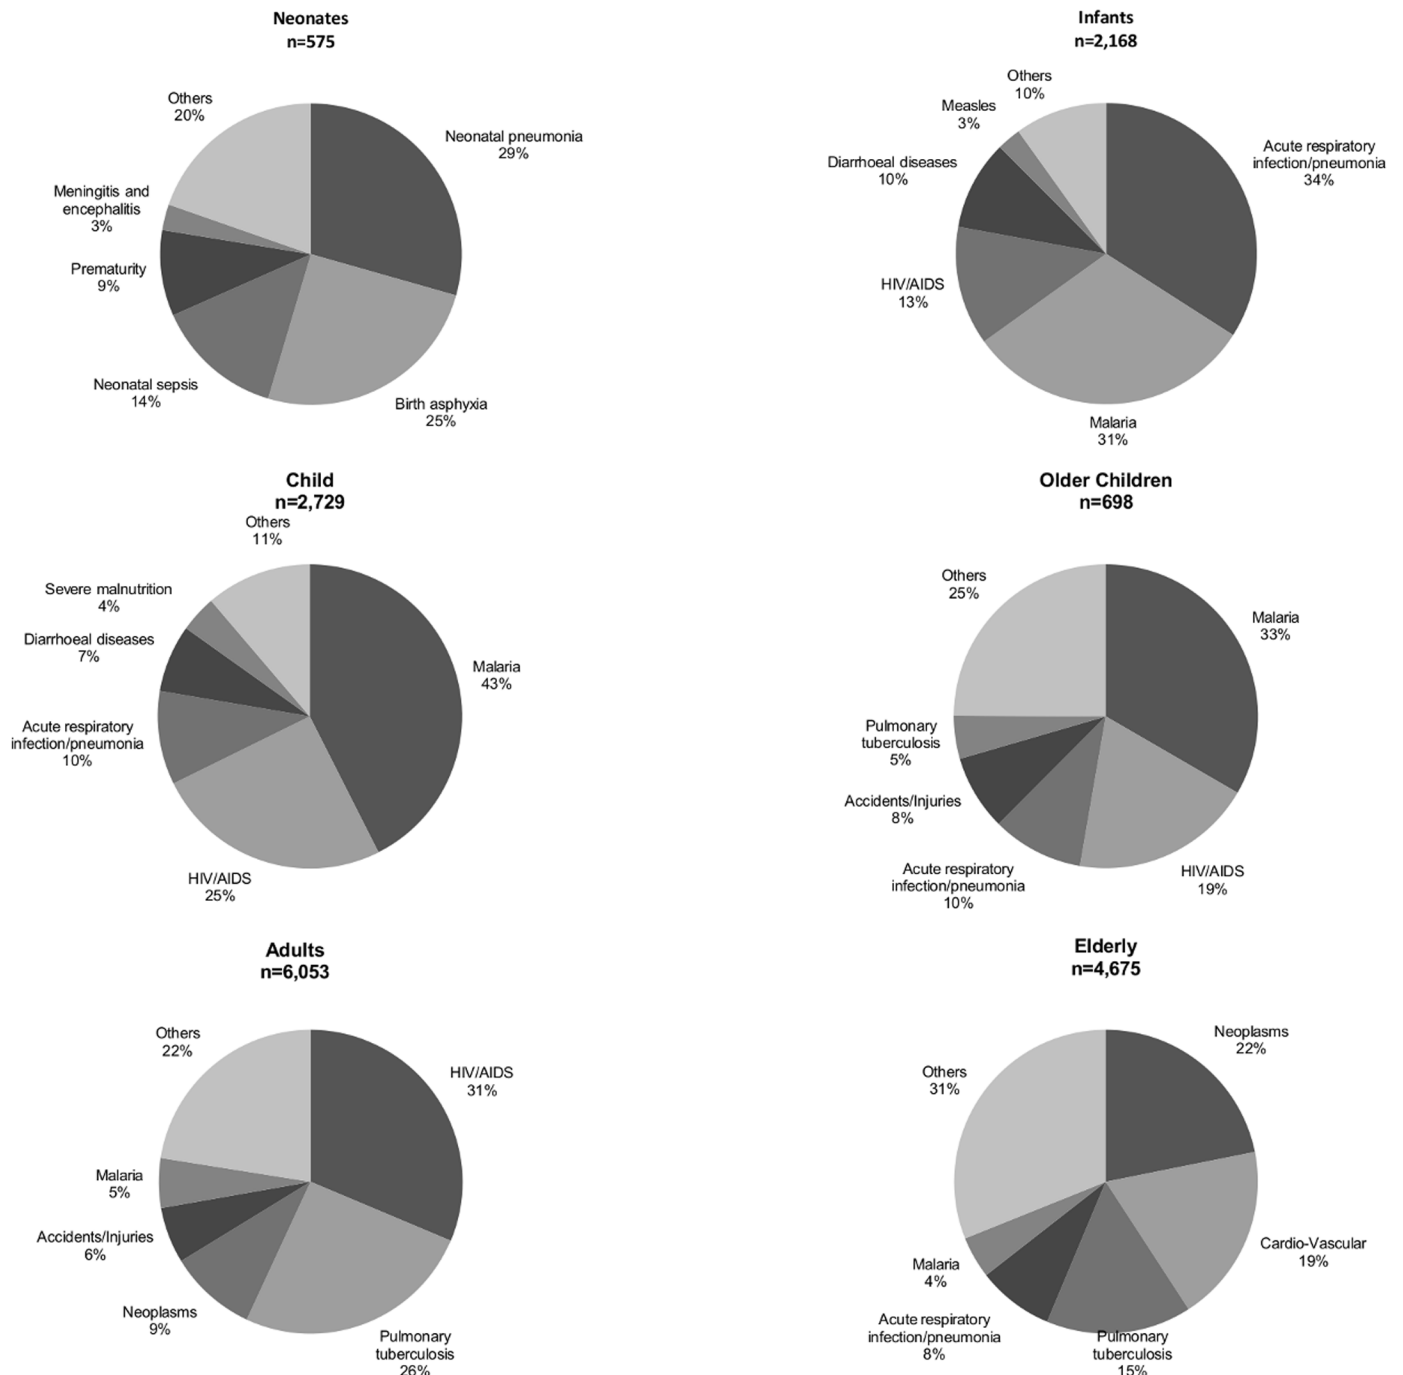 Neonates
n=575
Others
20%
Neonatal pneumonia
29%
Meningitis and
encephalitis
3%
Prematurity
9%
Neonatal sepsis
14%
Birth asphyxia
25%
Infants
n=2,168
Others
10%
Measles
3%
Acute respiratory
infection/pneumonia
34%
Diarrhoeal diseases
10%
HIV/AIDS
13%
Malaria
31%
Child
n=2,729
Others
11%
Severe malnutrition
4%
Diarrhoeal diseases
7%
Malaria
43%
Acute respiratory
infection/pneumonia
10%
HIV/AIDS
25%
Older Children
n=698
Others
25%
Malaria
33%
Pulmonary
tuberculosis
5%
Accidents/Injuries
8%
Acute respiratory
infection/pneumonia
10%
HIV/AIDS
19%
Adults
n=6,053
Others
22%
HIV/AIDS
31%
Malaria
5%
Accidents/Injuries
6%
Neoplasms
9%
Pulmonary
tuberculosis
26%
Elderly
n=4,675
Neoplasms
22%
Others
31%
Cardio-Vascular
19%
Malaria
4%
Acute respiratory
infection/pneumonia
8%
Pulmonary
tuberculosis
15%